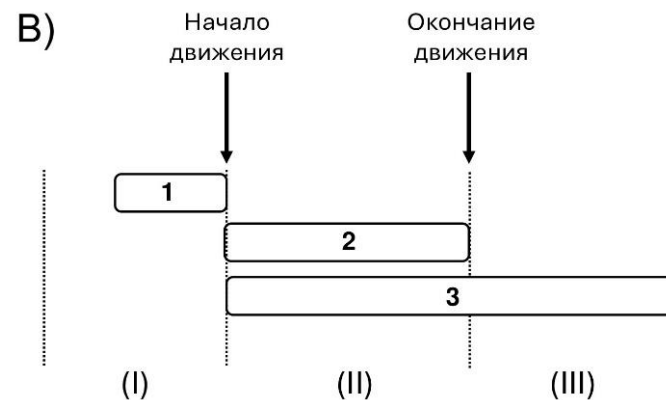 В)
Начало
движения
Окончание
движения
1
2
3
(I)
(II)
(III)